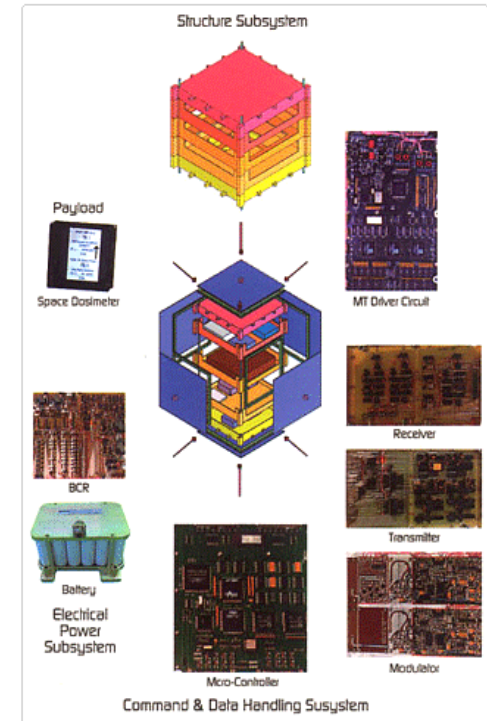 Structure Subsystem
Payload
Space Dosimeter
MT Driver Circuit
Receiver
BCR
Transmitter
Battery
Electrical
Power
Subsystem
Micro-Controller
Modulator
Command & Data Handling Susystem